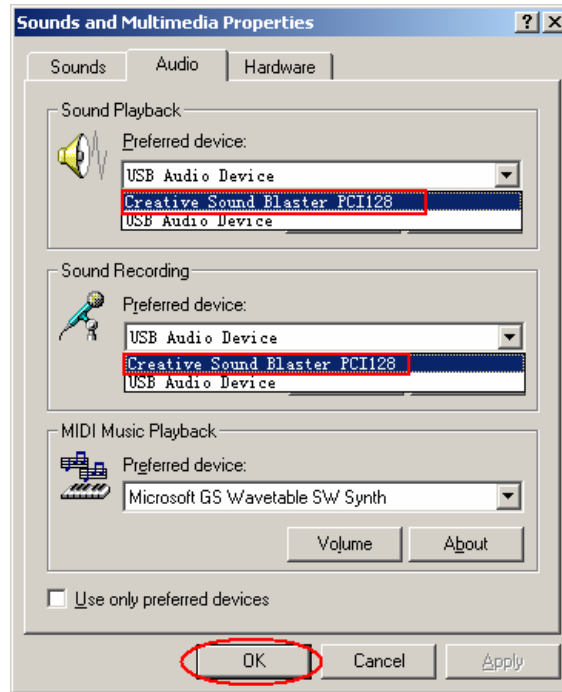 Sounds and Multimedia Properties
Sounds Audio Hardware
Sound Playback
Preferred device:
USB Audio Device
Creative Sound Blaster PCI128
USB Audio Device
Sound Recording
Preferred device:
USB Audio Device
Creative Sound Blaster PCI128
USB Audio Device
MIDI Music Playback
Preferred device:
Microsoft GS Wavetable SW Synth
Volume About
Use only preferred devices
OK Cancel Apply